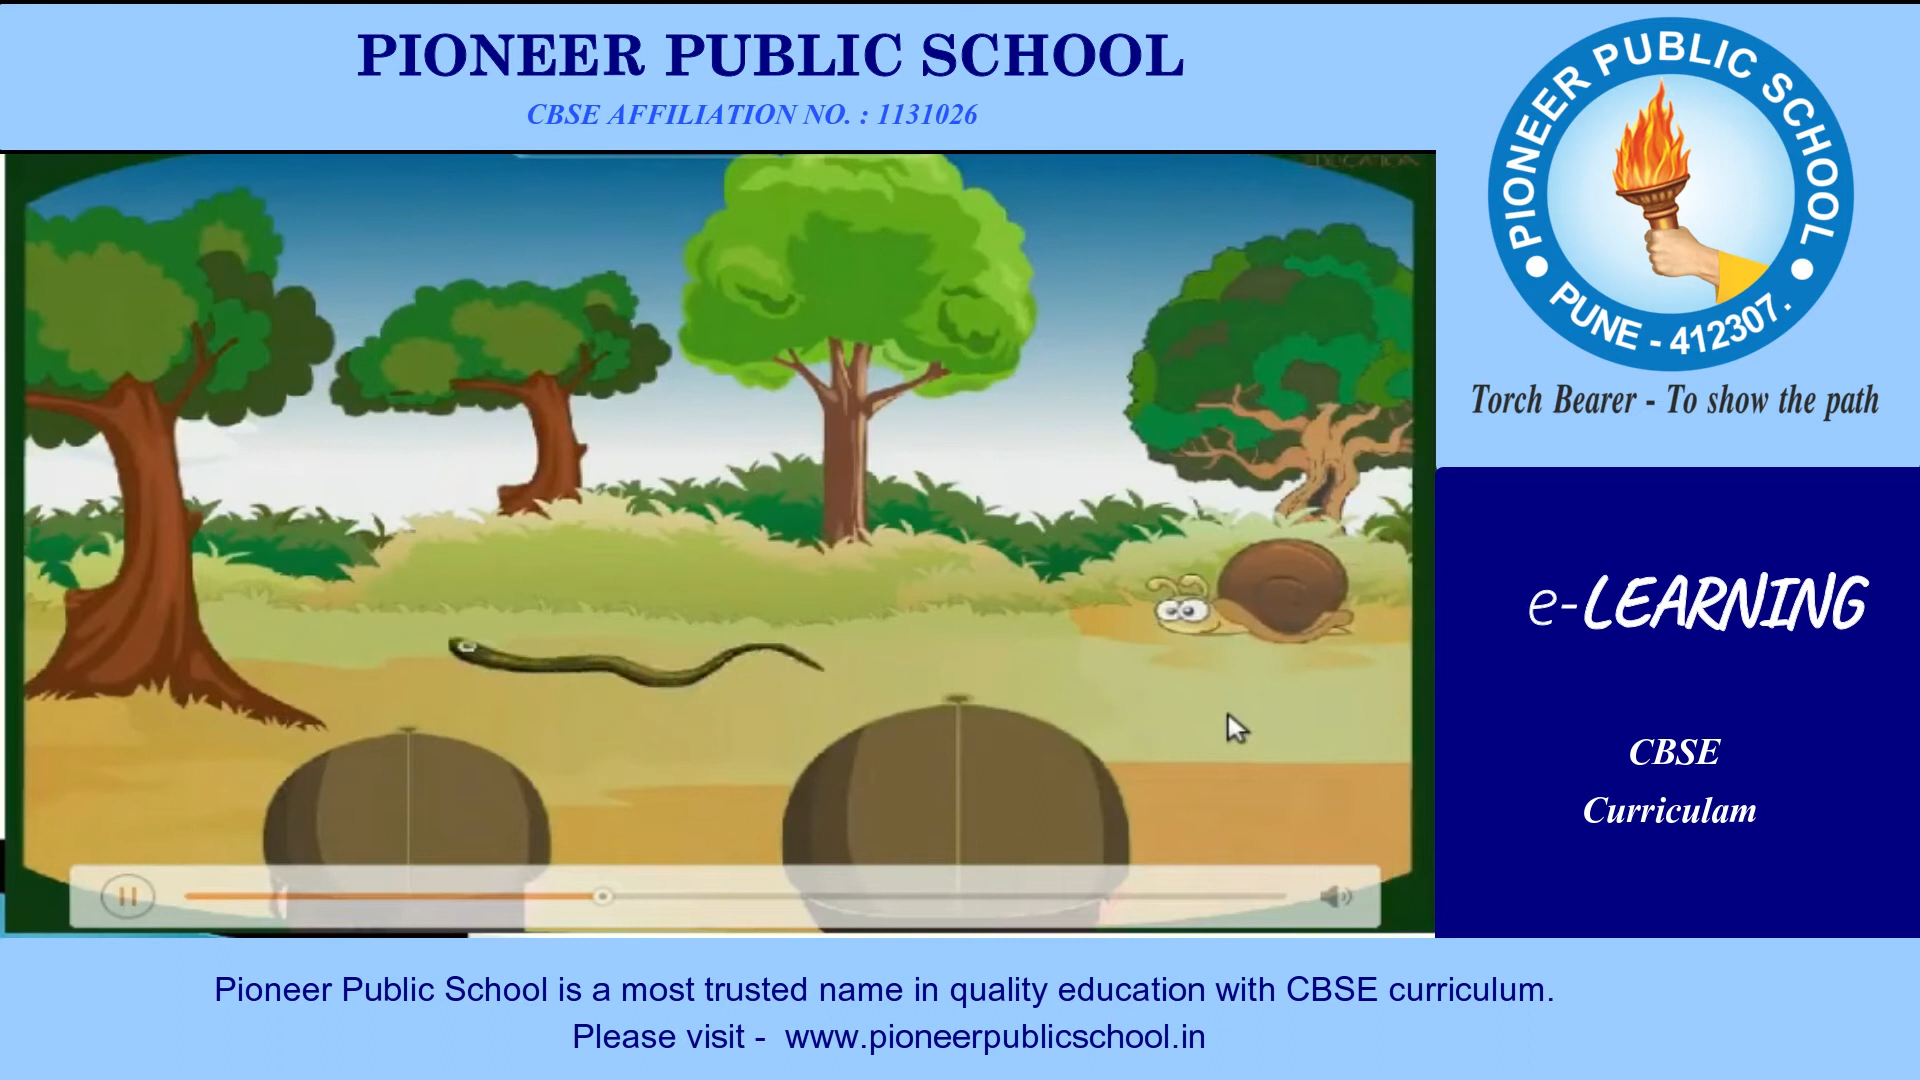 PIONEER PUBLIC SCHOOL
CBSE AFFILIATION NO. : 1131026
EDUCATION
PIONEER PUBLIC SCHOOL
PUNE - 412307.
Torch Bearer - To show the path
e-LEARNING
CBSE
Curriculam
Pioneer Public School is a most trusted name in quality education with CBSE curriculum.
Please visit - www.pioneerpublicschool.in